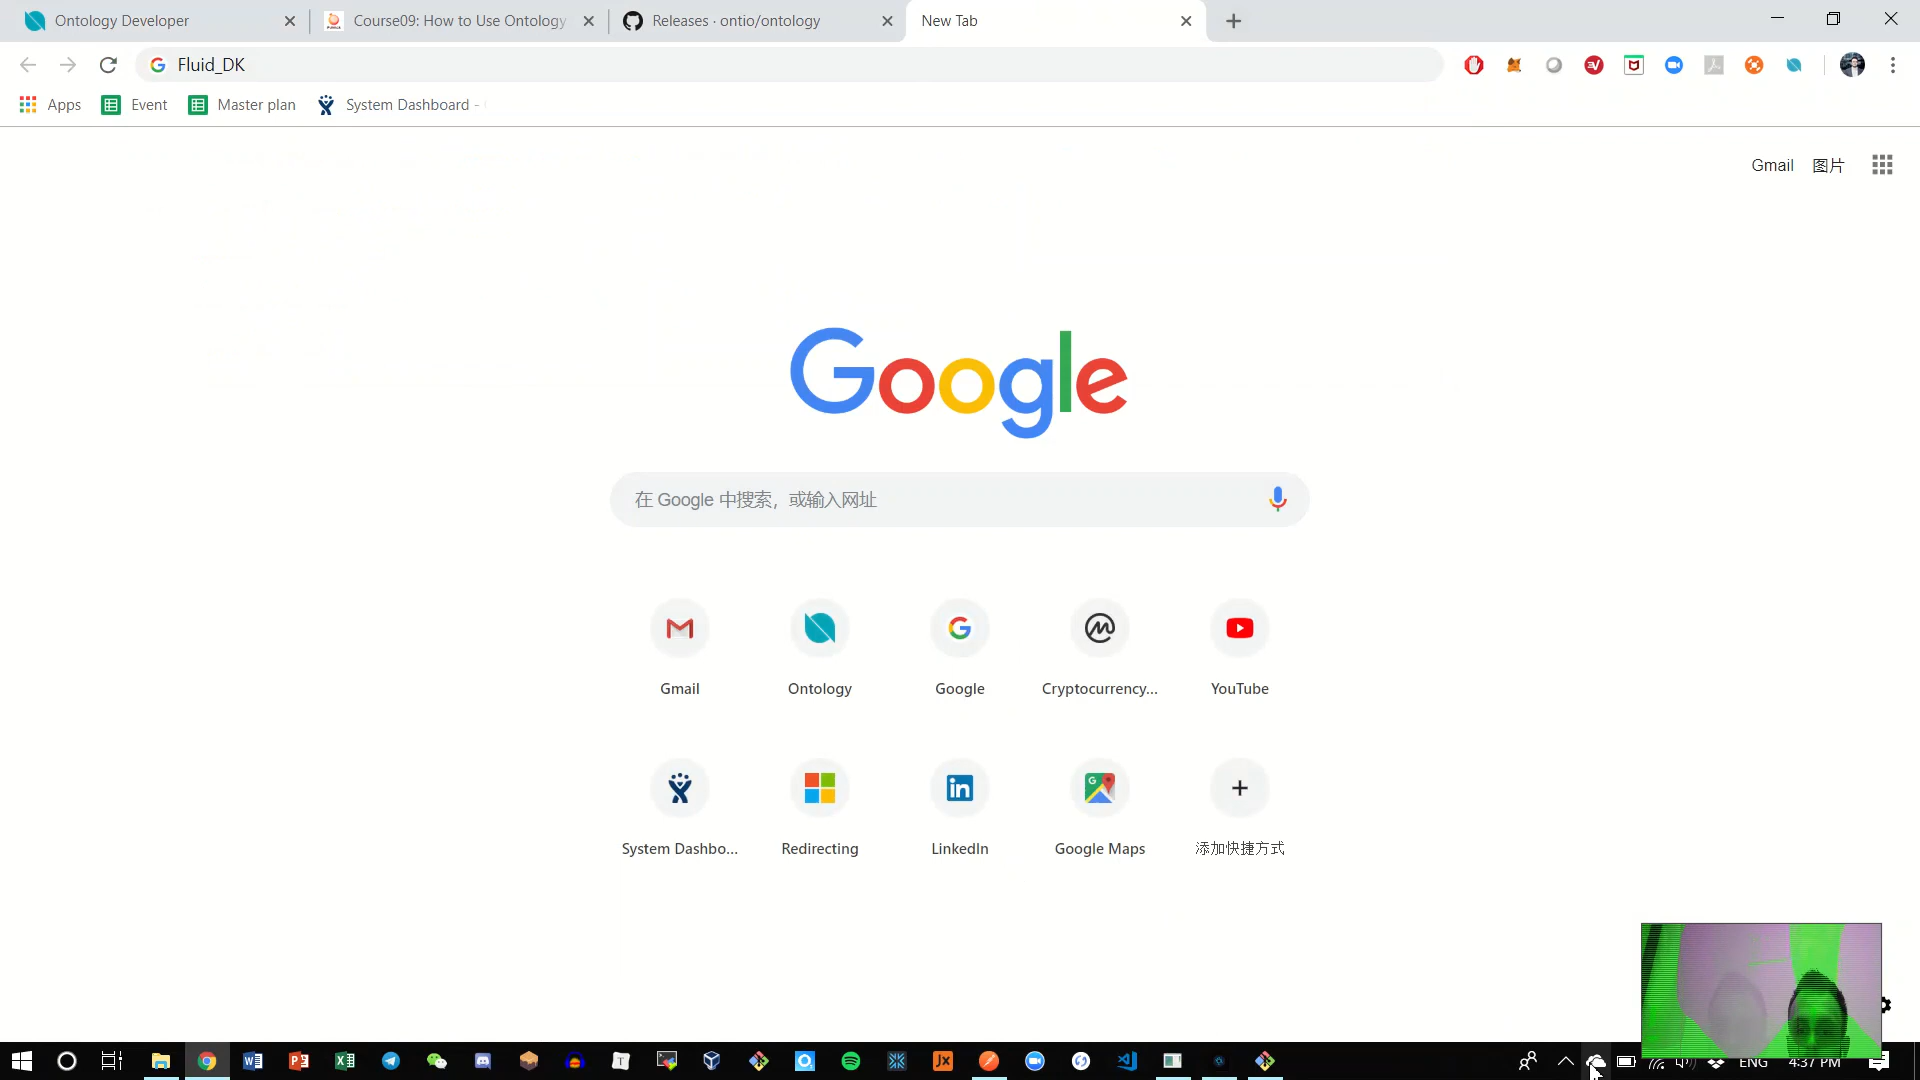 Ontology Developer
Course09: How to Use Ontology
Releases · ontio/ontology
New Tab
Fluid_DK
Apps
Event
Master plan
System Dashboard -
Gmail
图片
Google
在 Google 中搜索，或输入网址
Gmail
Ontology
Google
Cryptocurrency...
YouTube
System Dashbo...
Redirecting
LinkedIn
Google Maps
添加快捷方式
ENG
4:37 PM